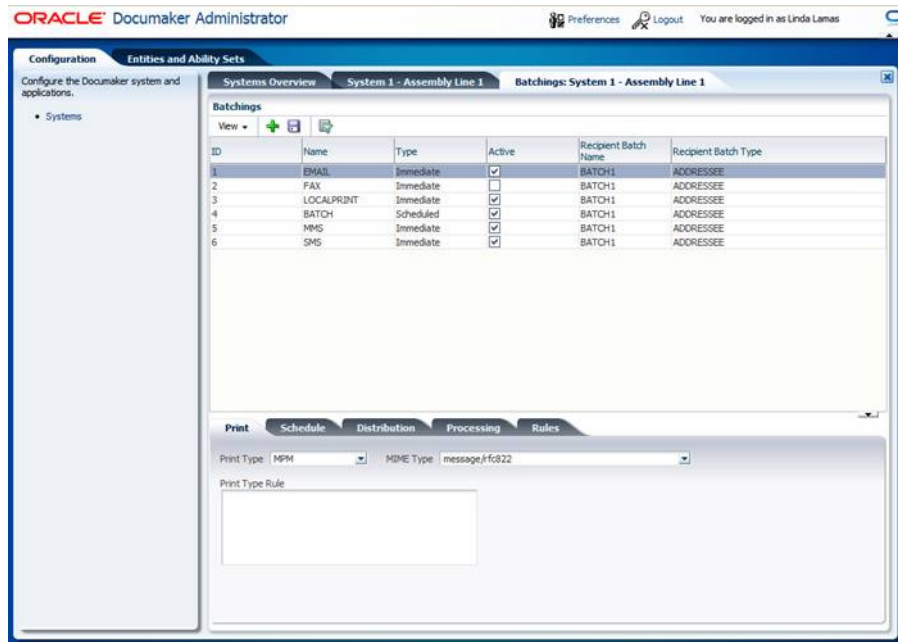 ORACLE® Documaker Administrator
Preferences Logout You are logged in as Linda Lamas
Configuration Entities and Ability Sets
Configure the Documaker system and applications.
• Systems
Systems Overview System 1 - Assembly Line 1 Batchings: System 1 - Assembly Line 1
Batchings
View
ID Name Type Active Recipient Batch Name Recipient Batch Type
1 EMAIL Immediate BATCH1 ADDRESSEE
2 FAX Immediate BATCH1 ADDRESSEE
3 LOCALPRINT Immediate BATCH1 ADDRESSEE
4 BATCH Scheduled BATCH1 ADDRESSEE
5 MMS Immediate BATCH1 ADDRESSEE
6 SMS Immediate BATCH1 ADDRESSEE
Print Schedule Distribution Processing Rules
Print Type MPM MIME Type message/rfc822
Print Type Rule